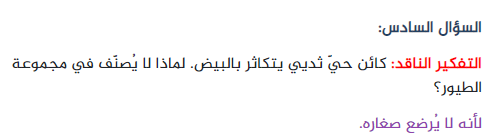 السؤال السادس:
التفكير الناقد: كائن حيّ ثديي يتكاثر بالبيض. لماذا لا يُصنّف في مجموعة
الطيور؟
لأنه لا يُرضع صغاره.